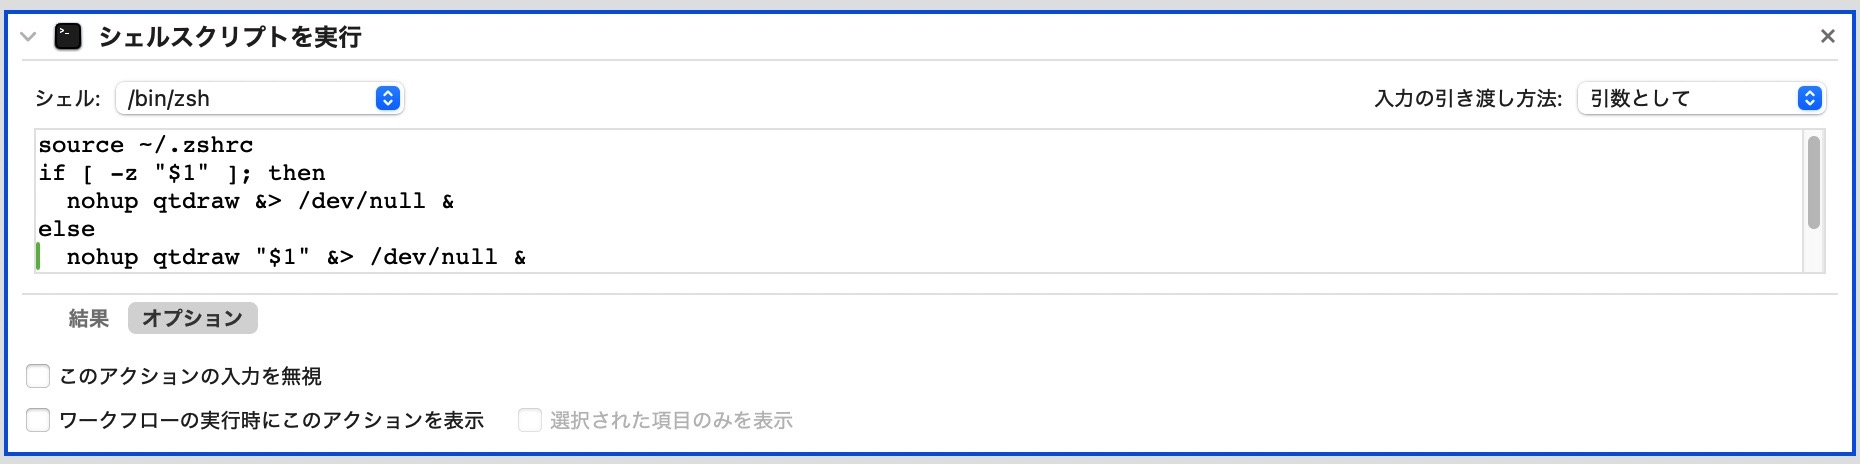 シェルスクリプトを実行
シェル: /bin/zsh 入力の引き渡し方法: 引数として
source ~/.zshrc
if [ -z "$1" ]; then
  nohup qtdraw &> /dev/null &
else
  nohup qtdraw "$1" &> /dev/null &
結果 オプション
このアクションの入力を無視
ワークフローの実行時にこのアクションを表示 選択された項目のみを表示